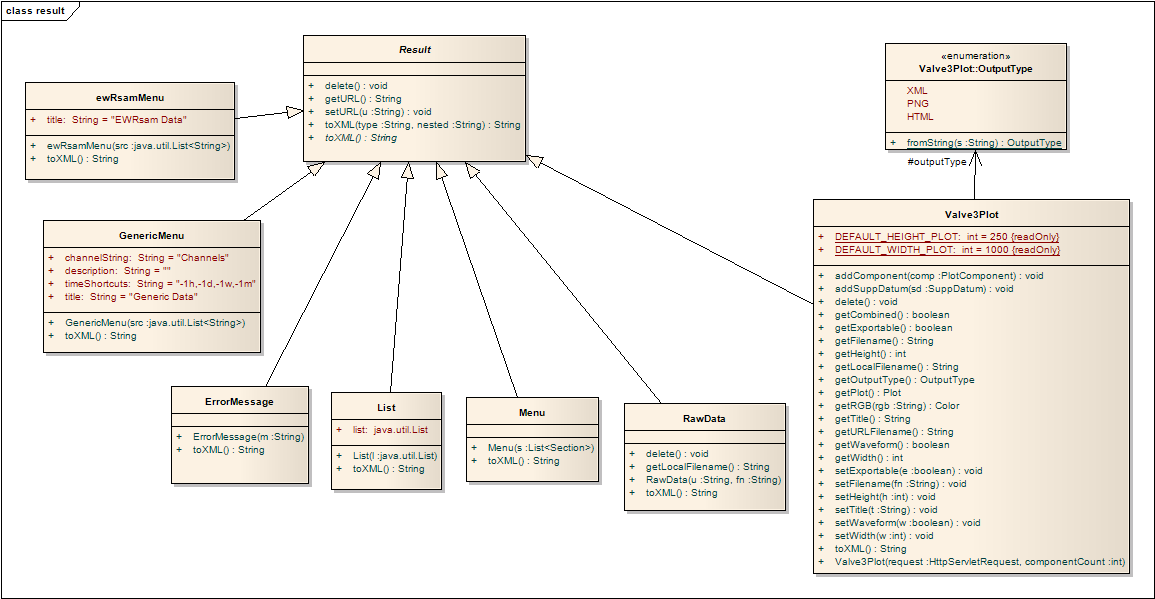 class result
Result
+ delete() : void
+ getURL() : String
+ setURL(u :String) : void
+ toXML(type :String, nested :String) : String
+ toXML() : String
«enumeration»
Valve3Plot::OutputType
XML
PNG
HTML
+ fromString(s :String) : OutputType
#outputType
ewRsamMenu
+ title: String = "EWRsam Data"
+ ewRsamMenu(src :java.util.List<String>)
+ toXML() : String
GenericMenu
+ channelString: String = "Channels"
+ description: String = ""
+ timeShortcuts: String = "-1h,-1d,-1w,-1m"
+ title: String = "Generic Data"
+ GenericMenu(src :java.util.List<String>)
+ toXML() : String
ErrorMessage
+ ErrorMessage(m :String)
+ toXML() : String
List
+ list: java.util.List
+ List(l :java.util.List)
+ toXML() : String
Menu
+ Menu(s :List<Section>)
+ toXML() : String
RawData
+ delete() : void
+ getLocalFilename() : String
+ RawData(u :String, fn :String)
+ toXML() : String
Valve3Plot
+ DEFAULT_HEIGHT_PLOT: int = 250 {readOnly}
+ DEFAULT_WIDTH_PLOT: int = 1000 {readOnly}
+ addComponent(comp :PlotComponent) : void
+ addSuppDatum(sd :SuppDatum) : void
+ delete() : void
+ getCombined() : boolean
+ getExportable() : boolean
+ getFilename() : String
+ getHeight() : int
+ getLocalFilename() : String
+ getOutputType() : OutputType
+ getPlot() : Plot
+ getRGB(rgb :String) : Color
+ getTitle() : String
+ getURLFilename() : String
+ getWaveform() : boolean
+ getWidth() : int
+ setExportable(e :boolean) : void
+ setFilename(fn :String) : void
+ setHeight(h :int) : void
+ setTitle(t :String) : void
+ setWaveform(w :boolean) : void
+ setWidth(w :int) : void
+ toXML() : String
+ Valve3Plot(request :HttpServletRequest, componentCount :int)